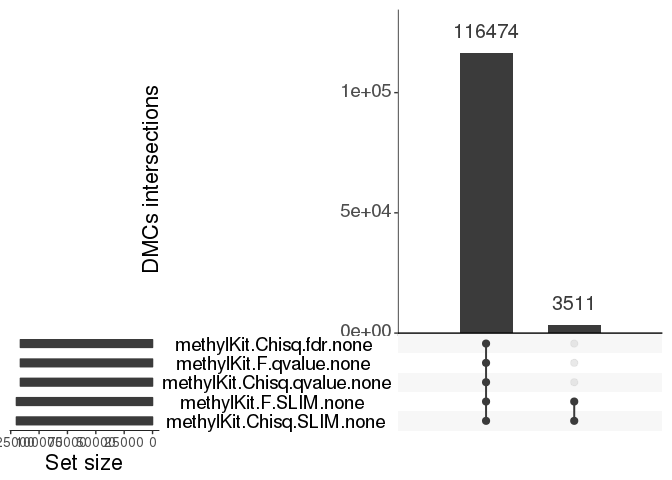 116474
1e+05
DMCs intersections
5e+04
3511
0e+00
methylKit.Chisq.fdr.none
methylKit.F.qvalue.none
methylKit.Chisq.qvalue.none
methylKit.F.SLIM.none
methylKit.Chisq.SLIM.none
25000 0
Set size